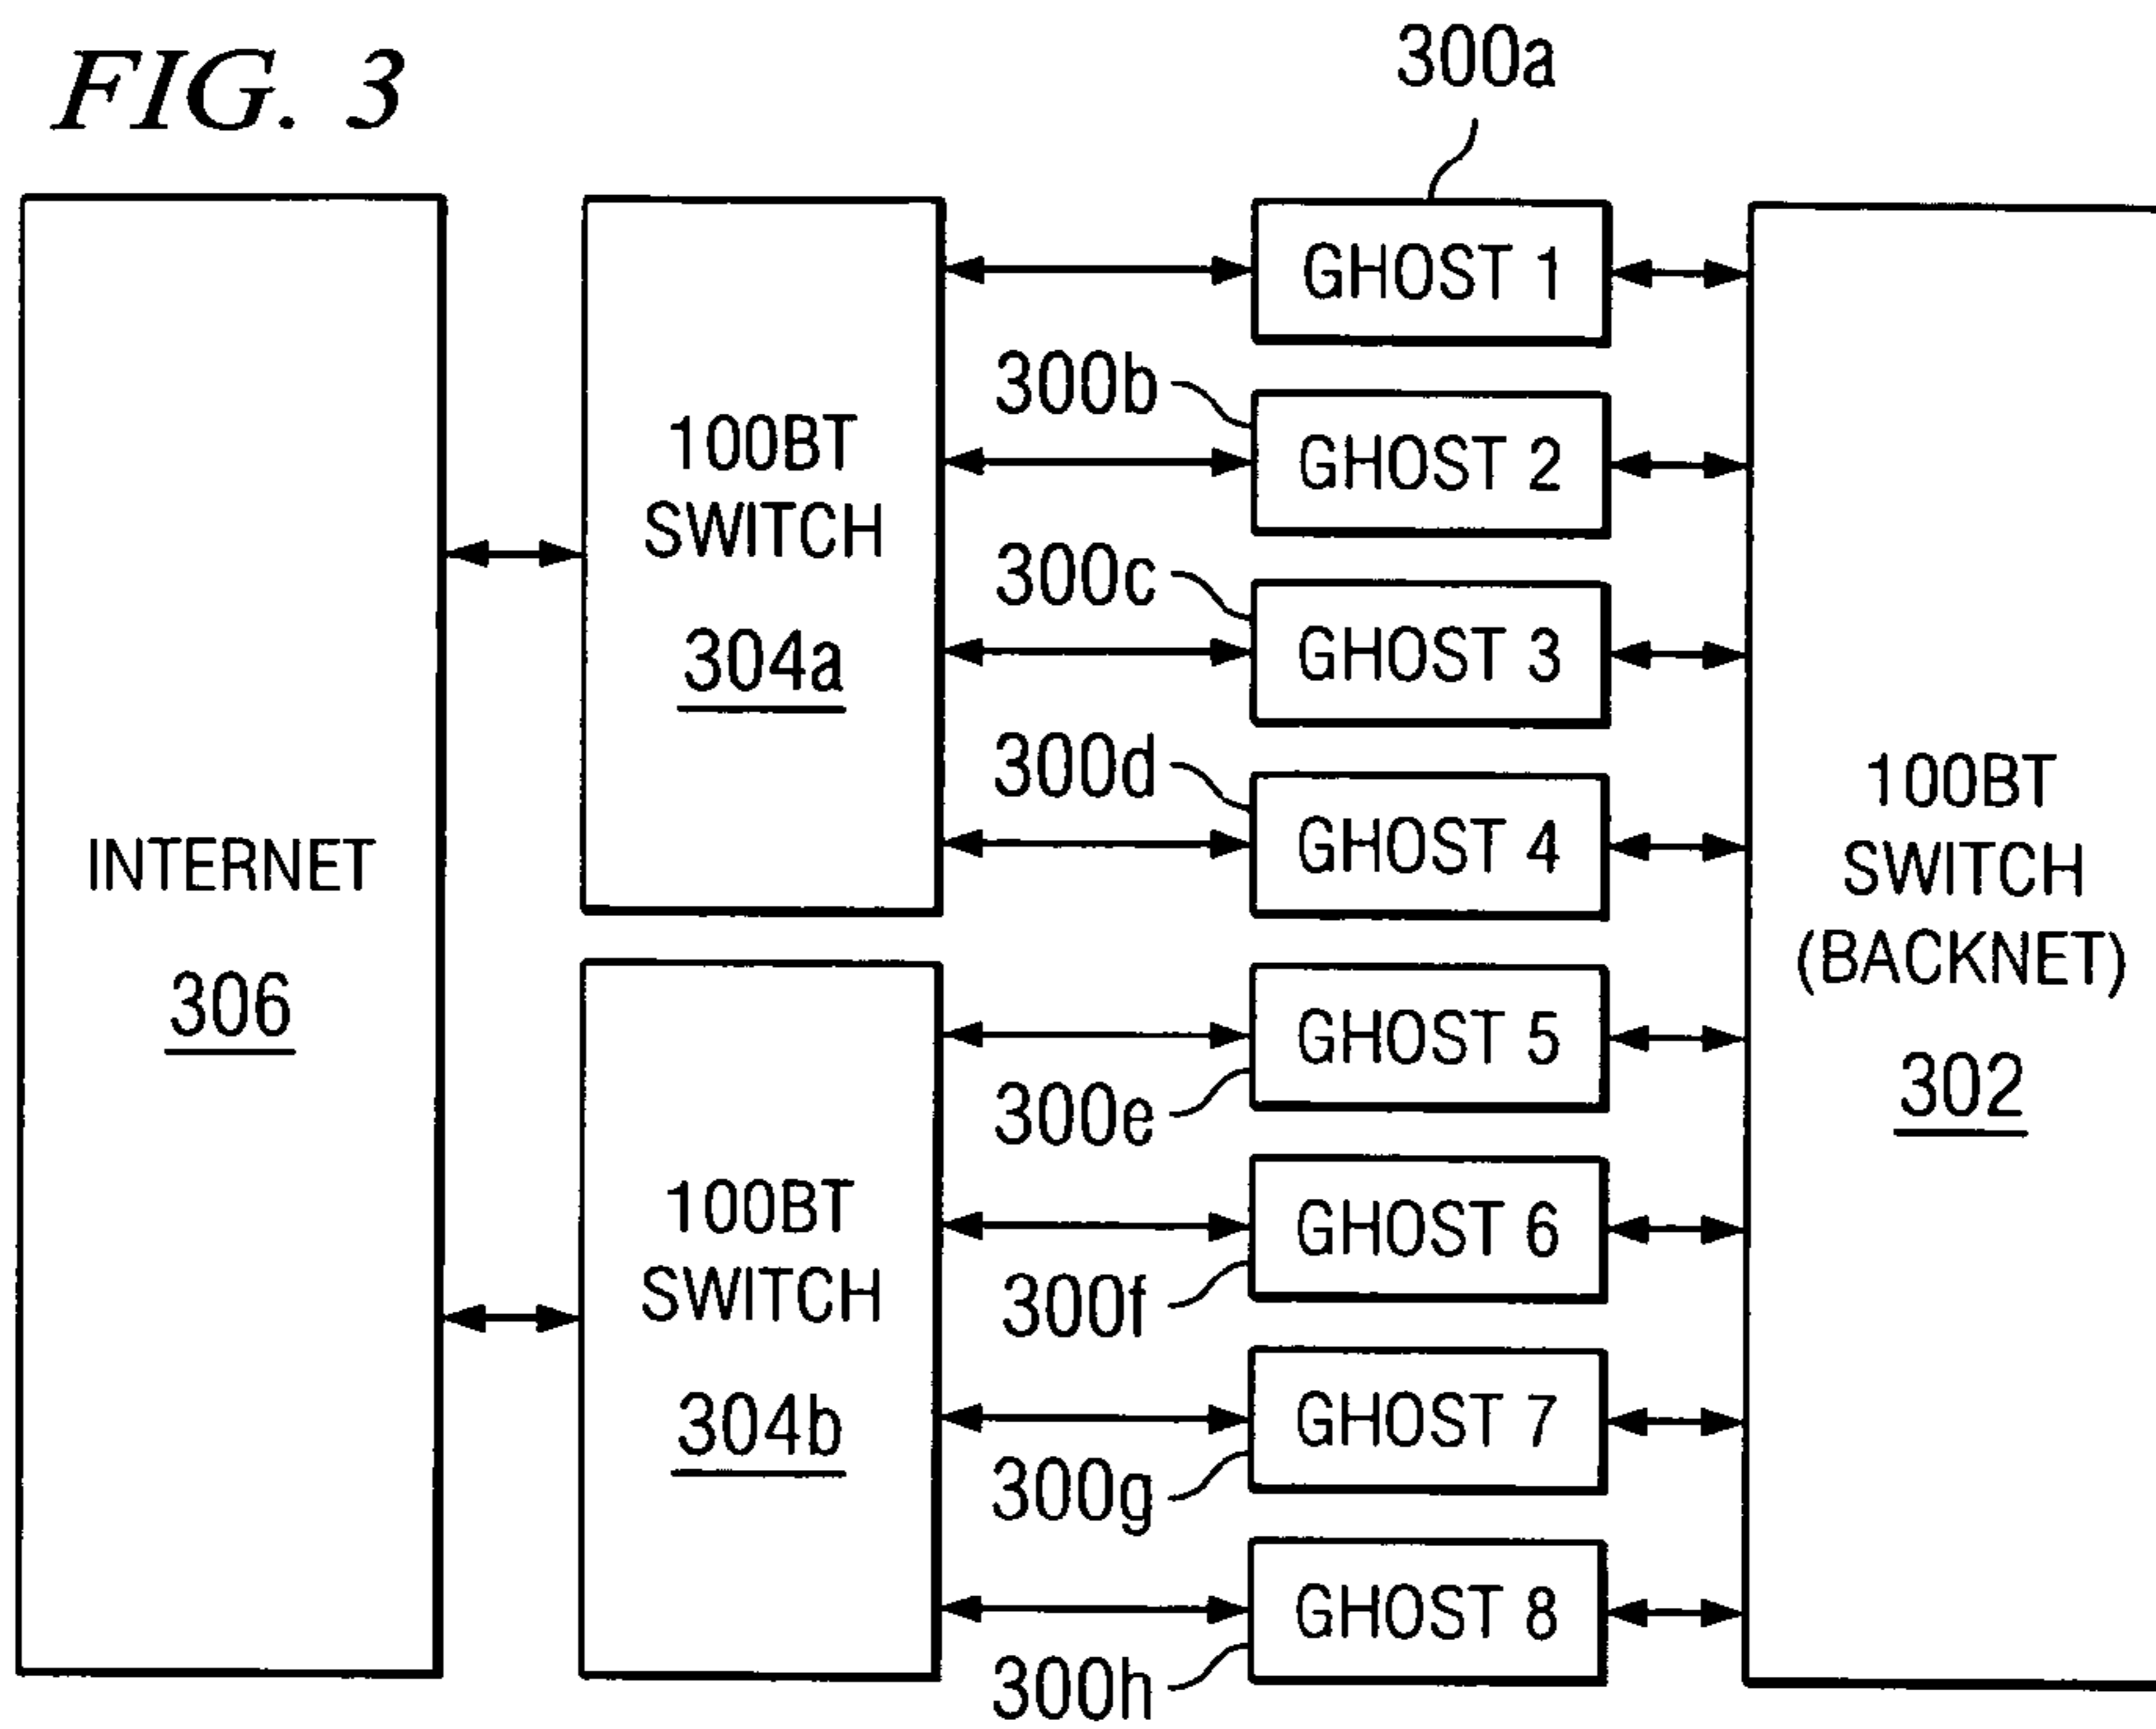 FIG. 3
300a
INTERNET
306
100BT
SWITCH
304a
100BT
SWITCH
304b
GHOST 1
300b
GHOST 2
300c
GHOST 3
300d
GHOST 4
GHOST 5
300e
GHOST 6
300f
GHOST 7
300g
GHOST 8
300h
100BT
SWITCH
(BACKNET)
302